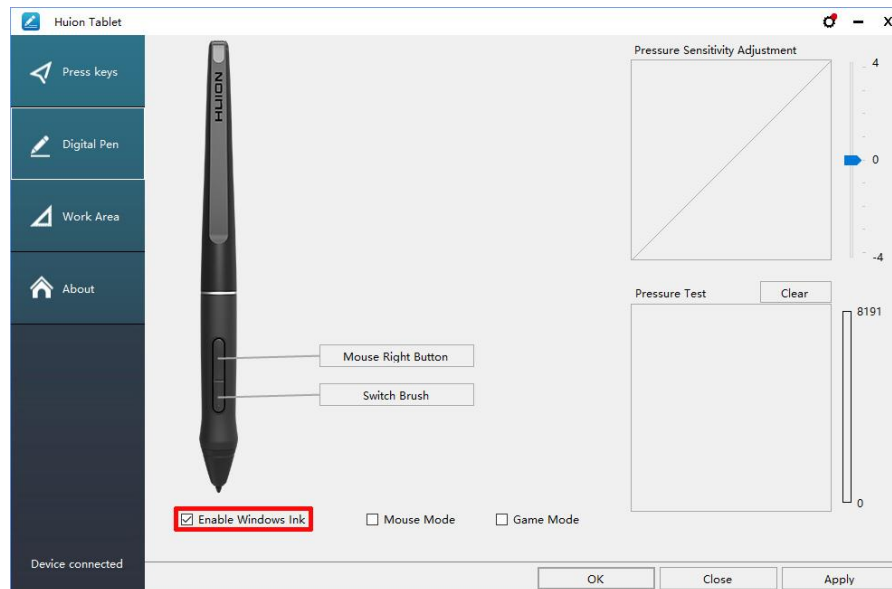 Huion Tablet
Press keys
Digital Pen
Work Area
About
Device connected
HUION
Mouse Right Button
Switch Brush
Enable Windows Ink
Mouse Mode
Game Mode
Pressure Sensitivity Adjustment
4
0
-4
Pressure Test
Clear
8191
0
OK
Close
Apply